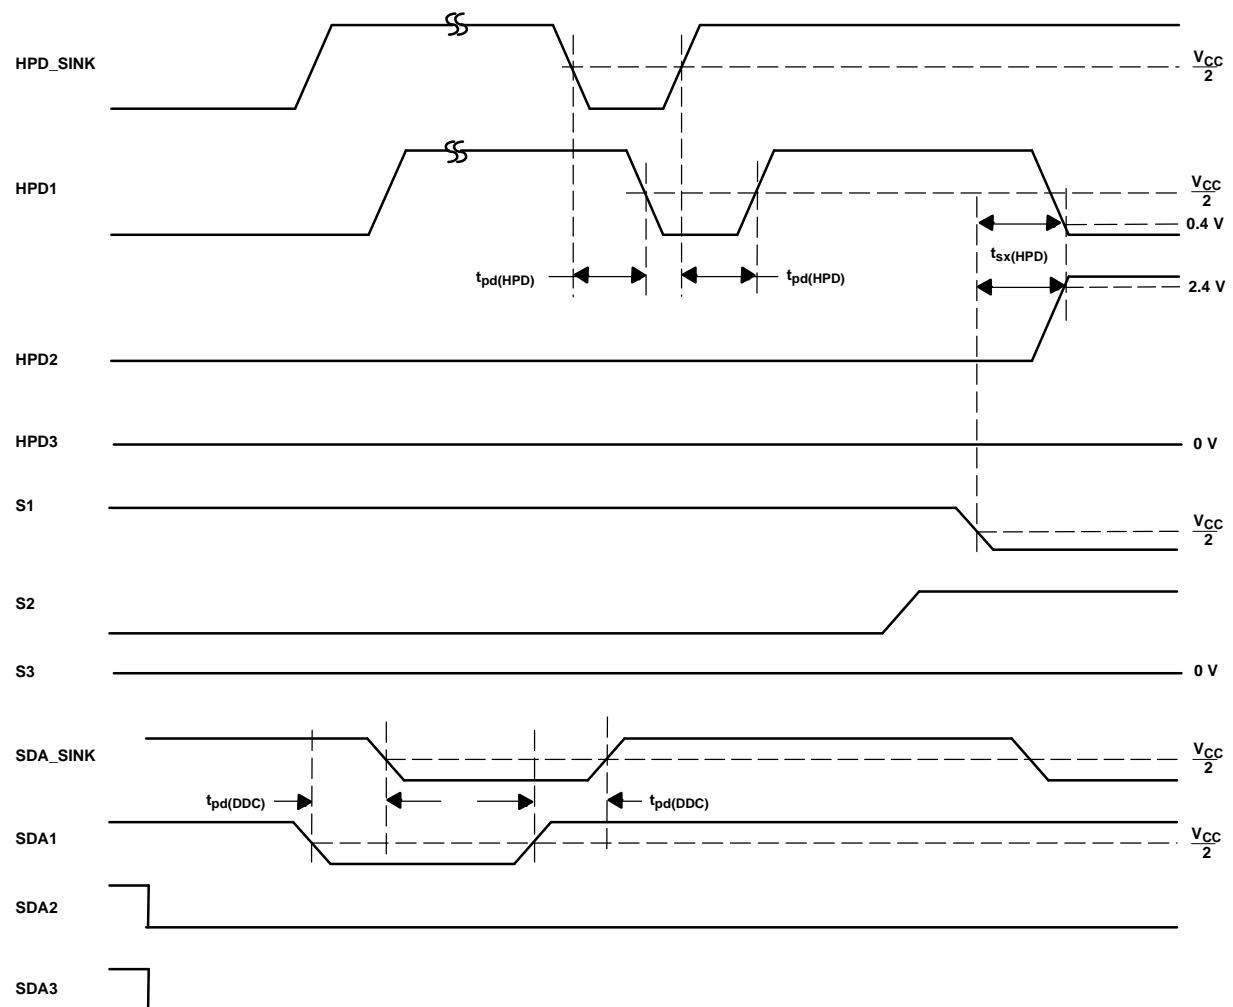 HPD_SINK
VCC
2
HPD1
VCC
2
0.4 V
tsx(HPD)
tpd(HPD)
tpd(HPD)
2.4 V
HPD2
HPD3
0 V
S1
VCC
2
S2
S3
0 V
SDA_SINK
VCC
2
tpd(DDC)
tpd(DDC)
SDA1
VCC
2
SDA2
SDA3